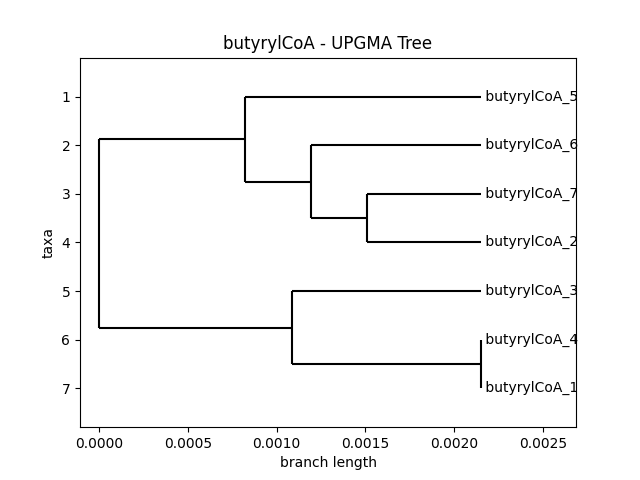 butyrylCoA - UPGMA Tree
1
butyrylCoA_5
2
butyrylCoA_6
3
butyrylCoA_7
taxa
4
butyrylCoA_2
5
butyrylCoA_3
6
butyrylCoA_4
7
butyrylCoA_1
0.0000 0.0005 0.0010 0.0015 0.0020 0.0025
branch length